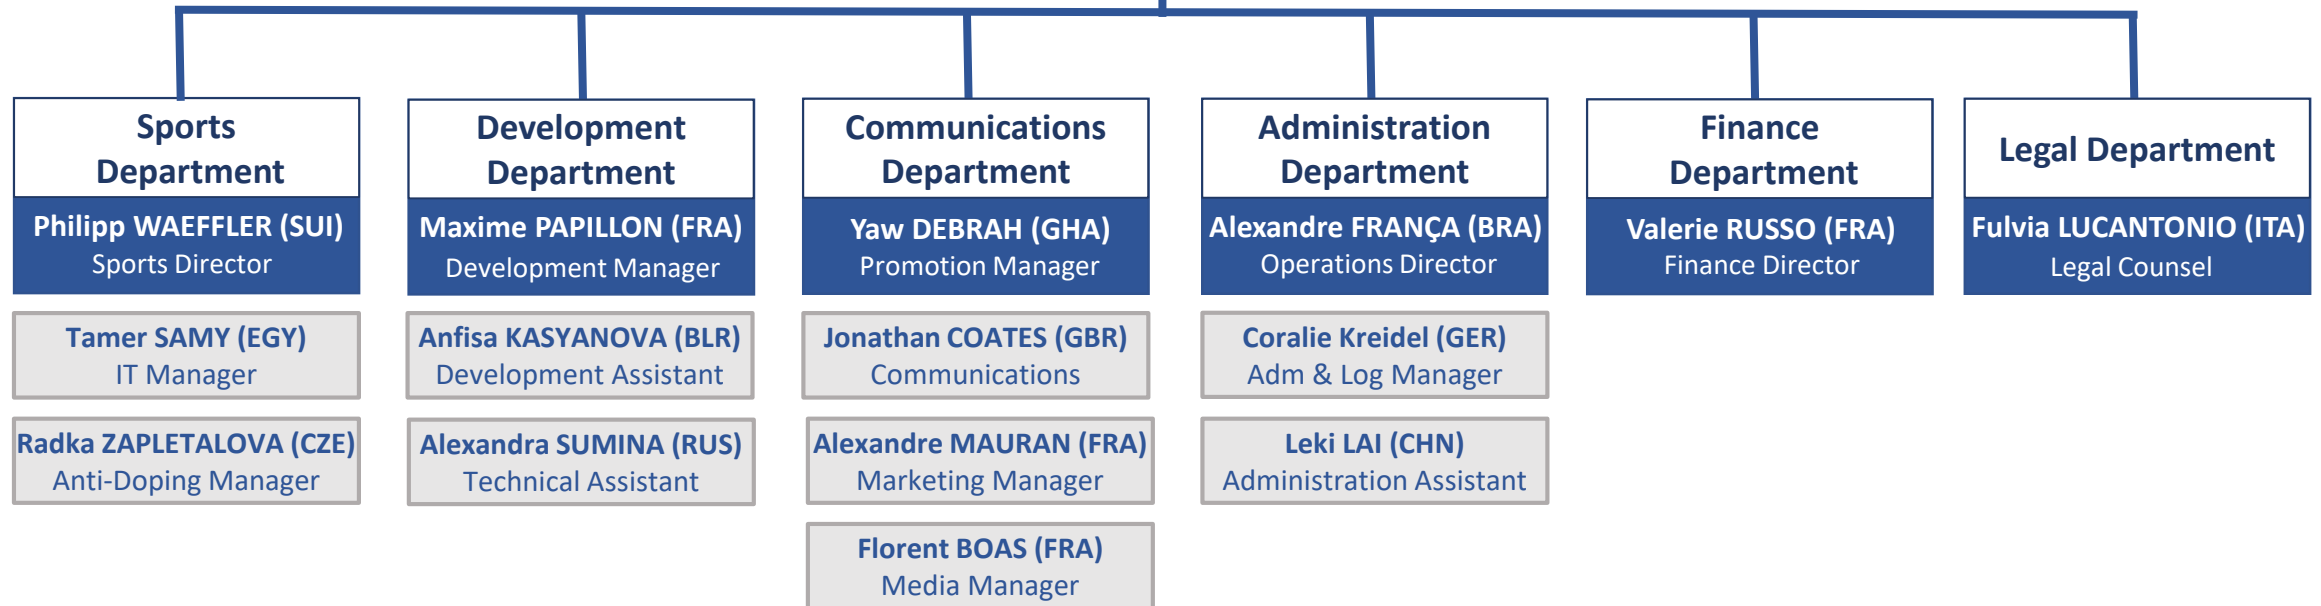 Sports
Department
Philipp WAEFFLER (SUI)
Sports Director
Tamer SAMY (EGY)
IT Manager
Radka ZAPLETALOVA (CZE)
Anti-Doping Manager
Development
Department
Maxime PAPILLON (FRA)
Development Manager
Anfisa KASYANOVA (BLR)
Development Assistant
Alexandra SUMINA (RUS)
Technical Assistant
Communications
Department
Yaw DEBRAH (GHA)
Promotion Manager
Jonathan COATES (GBR)
Communications
Alexandre MAURAN (FRA)
Marketing Manager
Florent BOAS (FRA)
Media Manager
Administration
Department
Alexandre FRANÇA (BRA)
Operations Director
Coralie Kreidel (GER)
Adm & Log Manager
Leki LAI (CHN)
Administration Assistant
Finance
Department
Valerie RUSSO (FRA)
Finance Director
Legal Department
Fulvia LUCANTONIO (ITA)
Legal Counsel